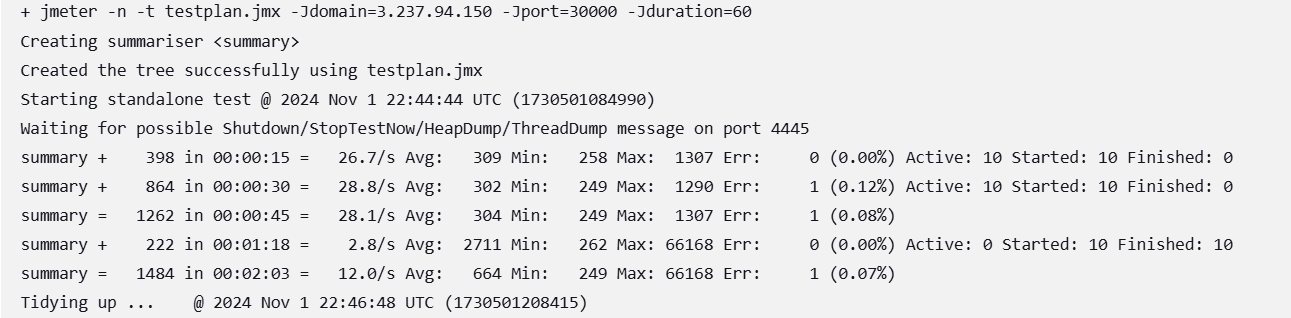 + jmeter -n -t testplan.jmx -Jdomain=3.237.94.150 -Jport=30000 -Jduration=60
Creating summariser <summary>
Created the tree successfully using testplan.jmx
Starting standalone test @ 2024 Nov 1 22:44:44 UTC (1730501084990)
Waiting for possible Shutdown/StopTestNow/HeapDump/ThreadDump message on port 4445
summary +    398 in 00:00:15 =   26.7/s Avg:   309 Min:   258 Max:  1307 Err:     0 (0.00%) Active: 10 Started: 10 Finished: 0
summary +    864 in 00:00:30 =   28.8/s Avg:   302 Min:   249 Max:  1290 Err:     1 (0.12%) Active: 10 Started: 10 Finished: 0
summary =   1262 in 00:00:45 =   28.1/s Avg:   304 Min:   249 Max:  1307 Err:     1 (0.08%)
summary +    222 in 00:01:18 =    2.8/s Avg:  2711 Min:   262 Max: 66168 Err:     0 (0.00%) Active: 0 Started: 10 Finished: 10
summary =   1484 in 00:02:03 =   12.0/s Avg:   664 Min:   249 Max: 66168 Err:     1 (0.07%)
Tidying up ...    @ 2024 Nov 1 22:46:48 UTC (1730501208415)